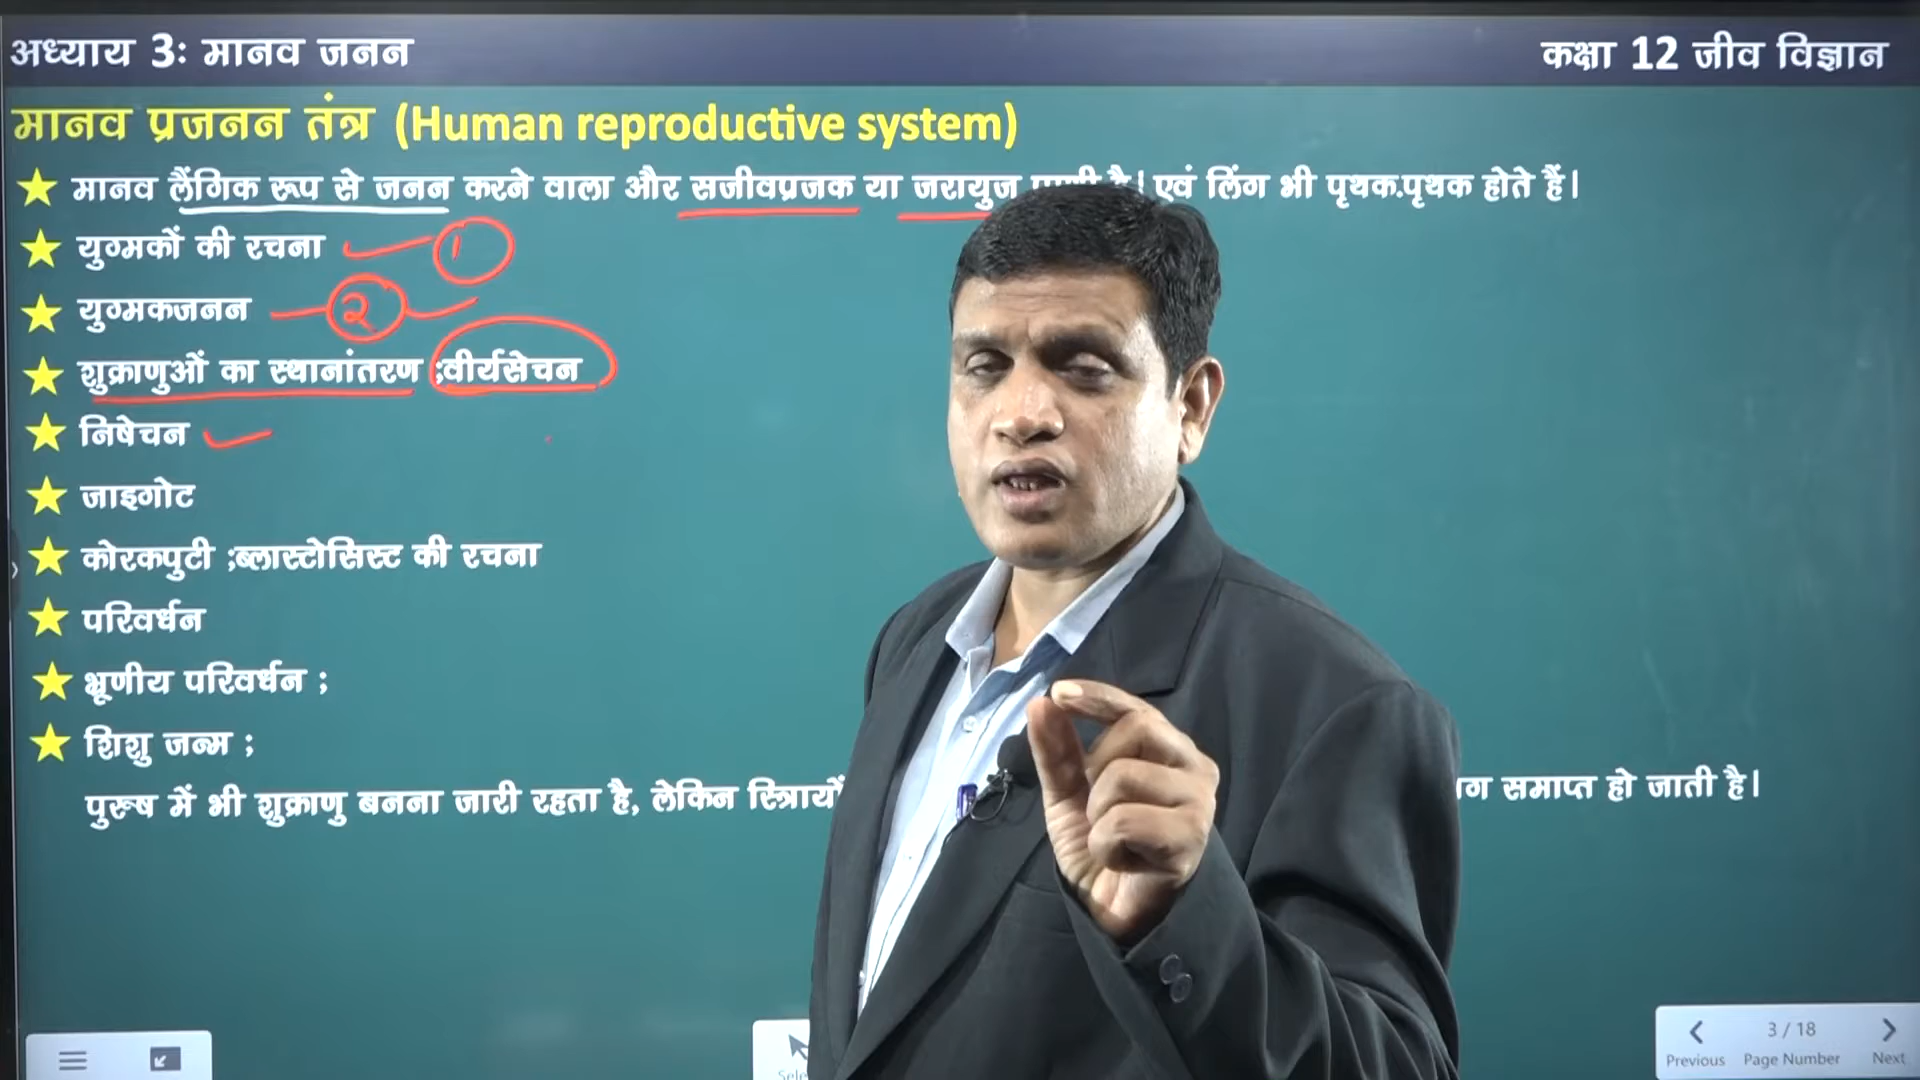 अध्याय 3: मानव जनन
कक्षा 12 जीव विज्ञान
मानव प्रजनन तंत्र (Human reproductive system)
मानव लैंगिक रूप से जनन करने वाला और सजीवप्रजक या जरायुज प्राणी है। एवं लिंग भी पृथक.पृथक होते हैं।
युग्मकों की रचना 1
युग्मकजनन 2
शुक्राणुओं का स्थानांतरण ;वीर्यसेचन
निषेचन
जाइगोट
कोरकपुटी ;ब्लास्टोसिस्ट की रचना
परिवर्धन
भ्रूणीय परिवर्धन ;
शिशु जन्म ;
पुरूष में भी शुक्राणु बनना जारी रहता है, लेकिन स्त्रियों समाप्त हो जाती है।
3 / 18
Previous Page Number Next